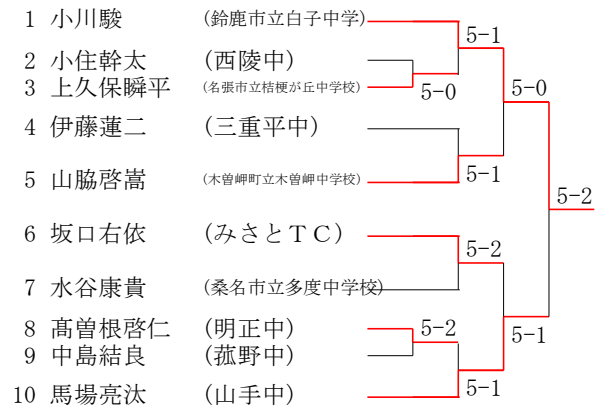 1 小川駿 (鈴鹿市立白子中学)
5-1
2 小住幹太 (西陵中)
3 上久保瞬平 (名張市立桔梗が丘中学校)
5-0
5-0
4 伊藤蓮二 (三重平中)
5 山脇啓嵩 (木曽岬町立木曽岬中学校)
5-1
5-2
6 坂口右依 (みさとＴＣ)
5-2
7 水谷康貴 (桑名市立多度中学校)
8 髙曽根啓仁 (明正中)
5-2
5-1
9 中島結良 (菰野中)
10 馬場亮汰 (山手中)
5-1